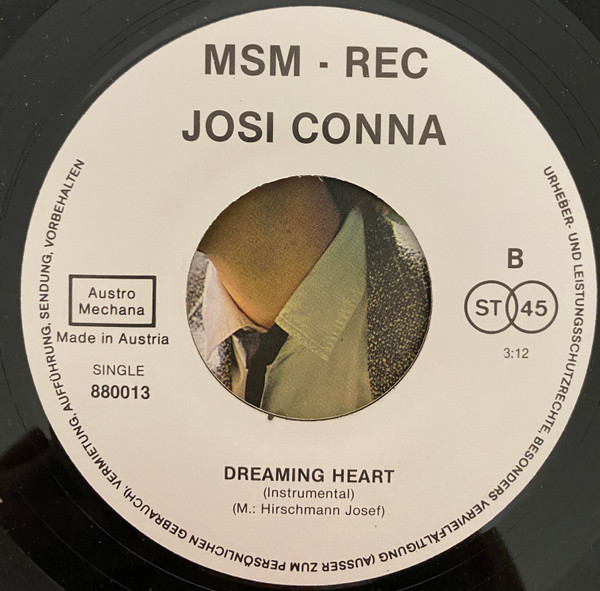 MSM - REC
JOSI CONNA
B
ST 45
3:12
Austro
Mechana
Made in Austria
SINGLE
880013
DREAMING HEART
(Instrumental)
(M.: Hirschmann Josef)
URHEBER- UND LEISTUNGSSCHUTZRECHTE, BESONDERS VERVIELFÄLTIGUNG (AUSSER ZUM PERSÖNLICHEN GEBRAUCH), VERMIETUNG, AUFFÜHRUNG, SENDUNG, VORBEHALTEN